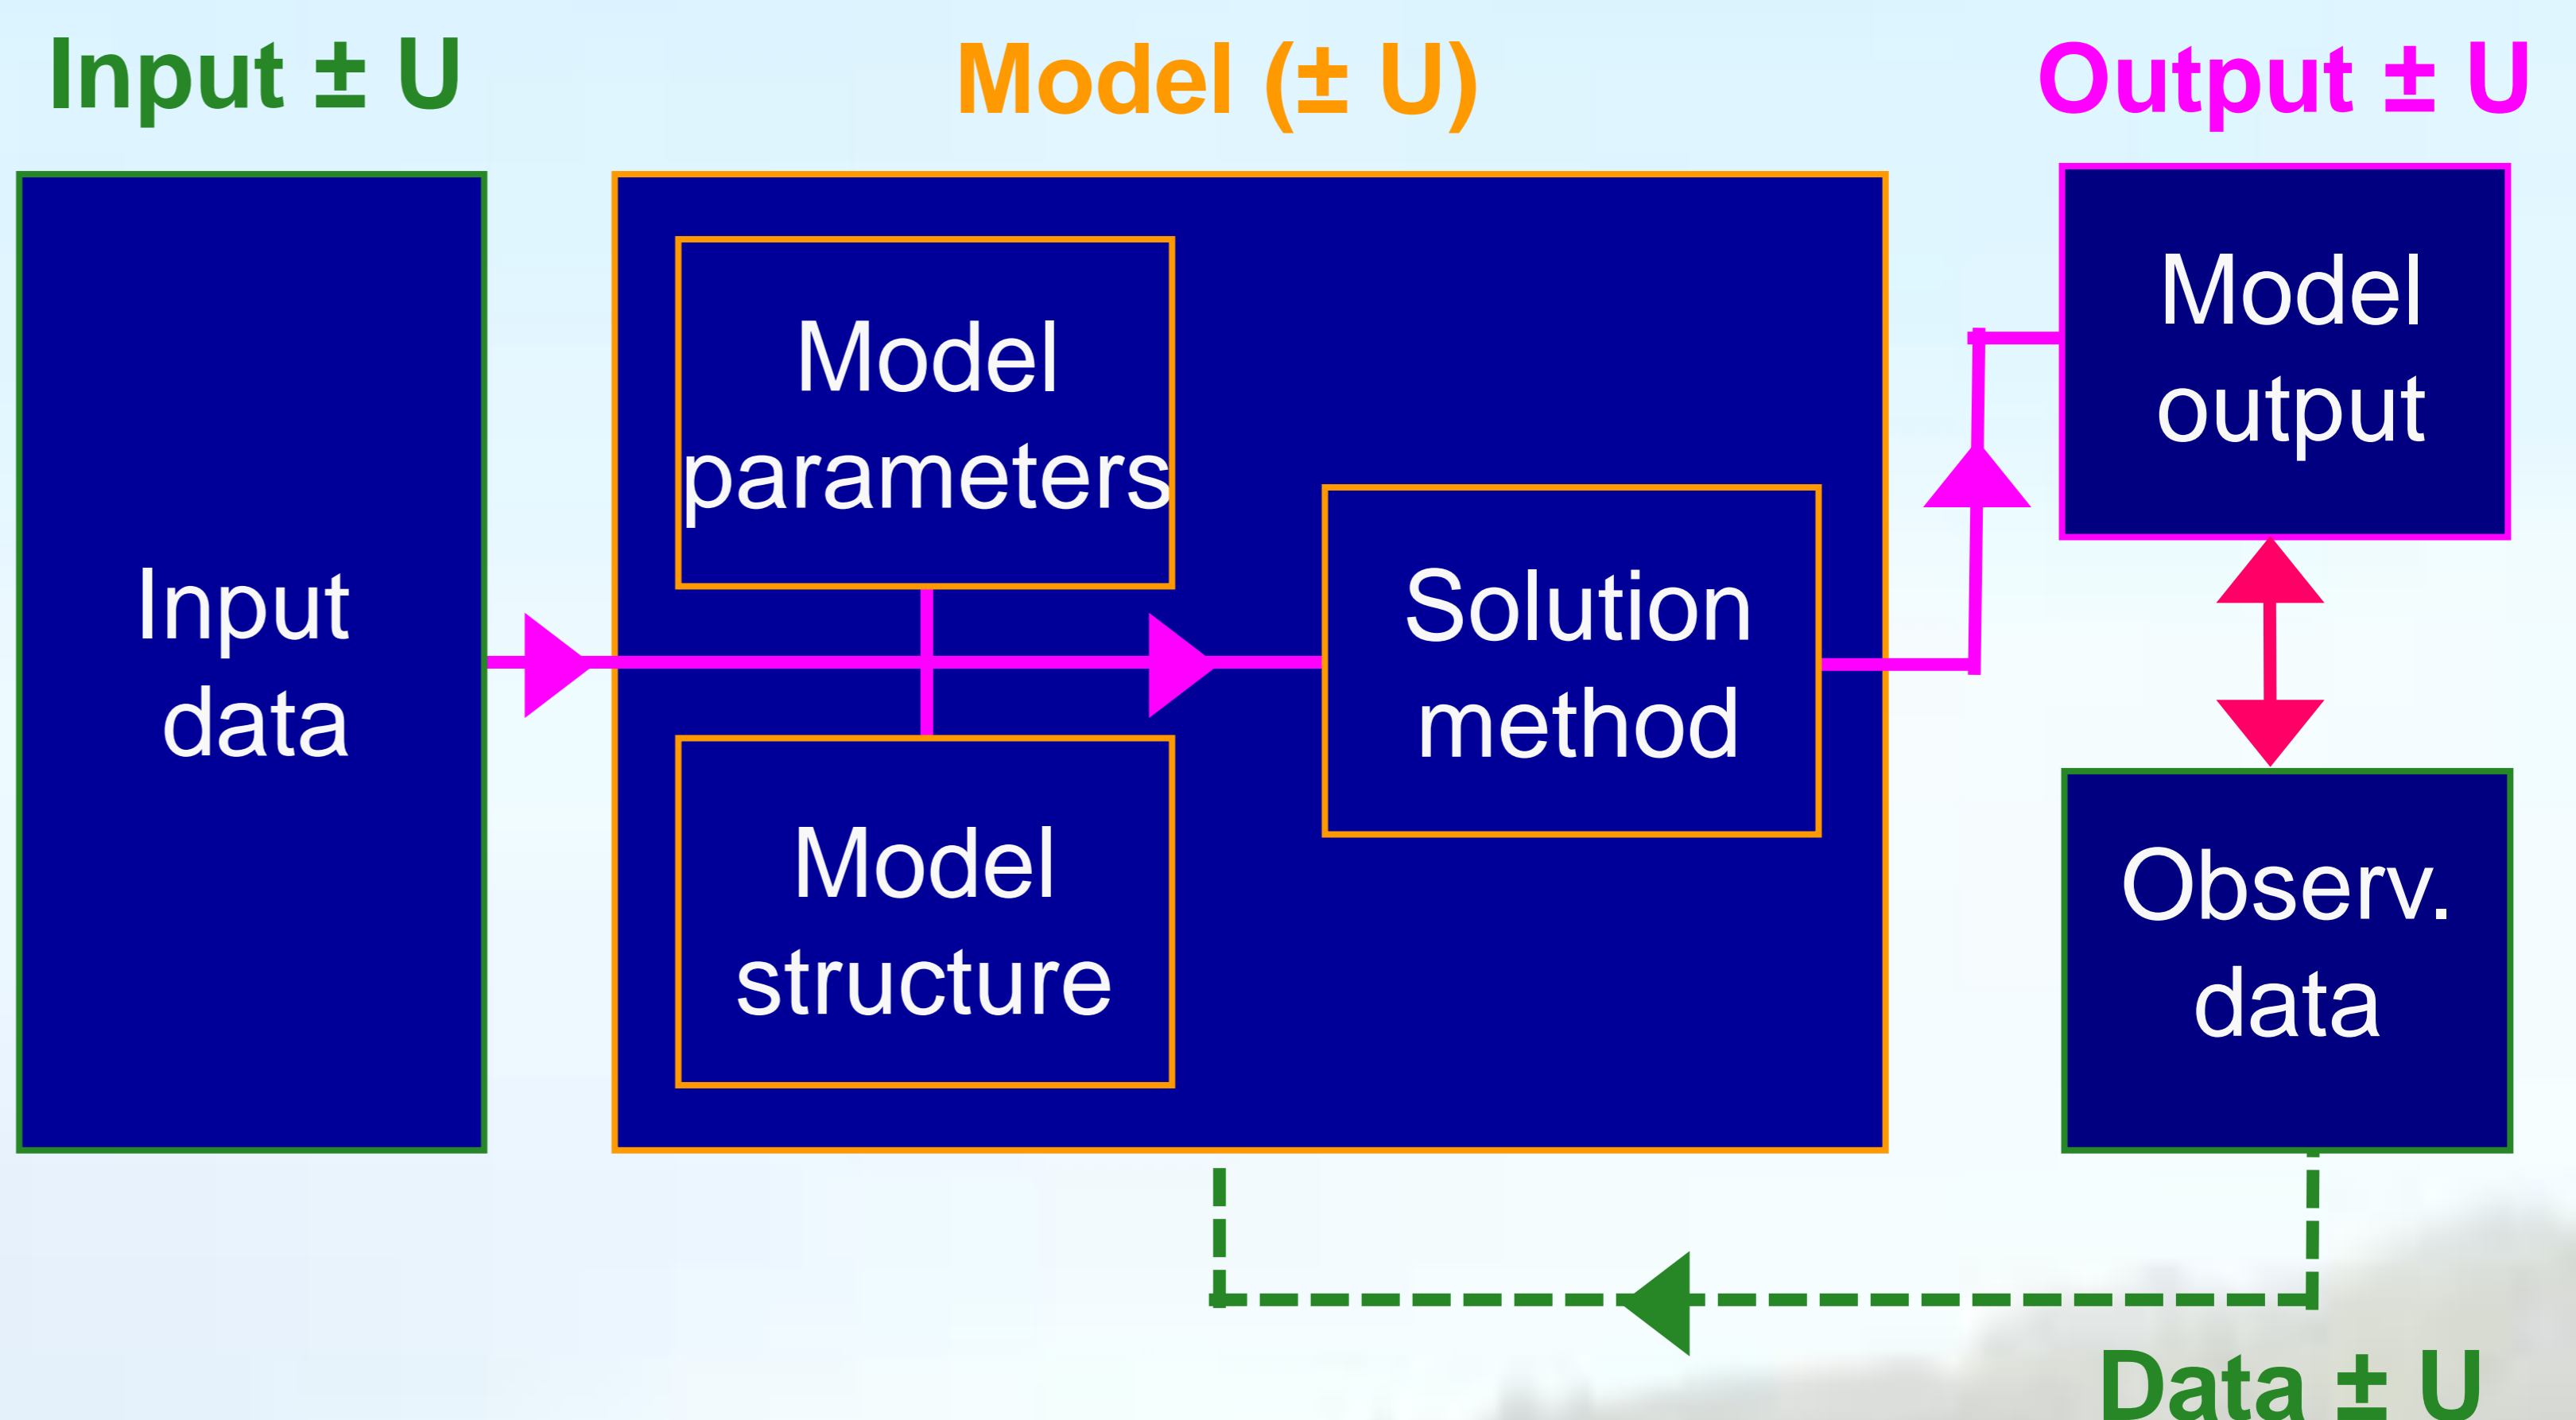 Input ± U
Model (± U)
Output ± U
Input
data
Model
parameters
Model
structure
Solution
method
Model
output
Observ.
data
Data ± U